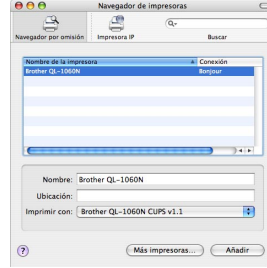 Navegador de impresoras
Navegador por omisión
Impresora IP
Buscar
Nombre de la impresora Conexión
Brother QL-1060N Bonjour
Nombre: Brother QL-1060N
Ubicación:
Imprimir con: Brother QL-1060N CUPS v1.1
? Más impresoras... Añadir